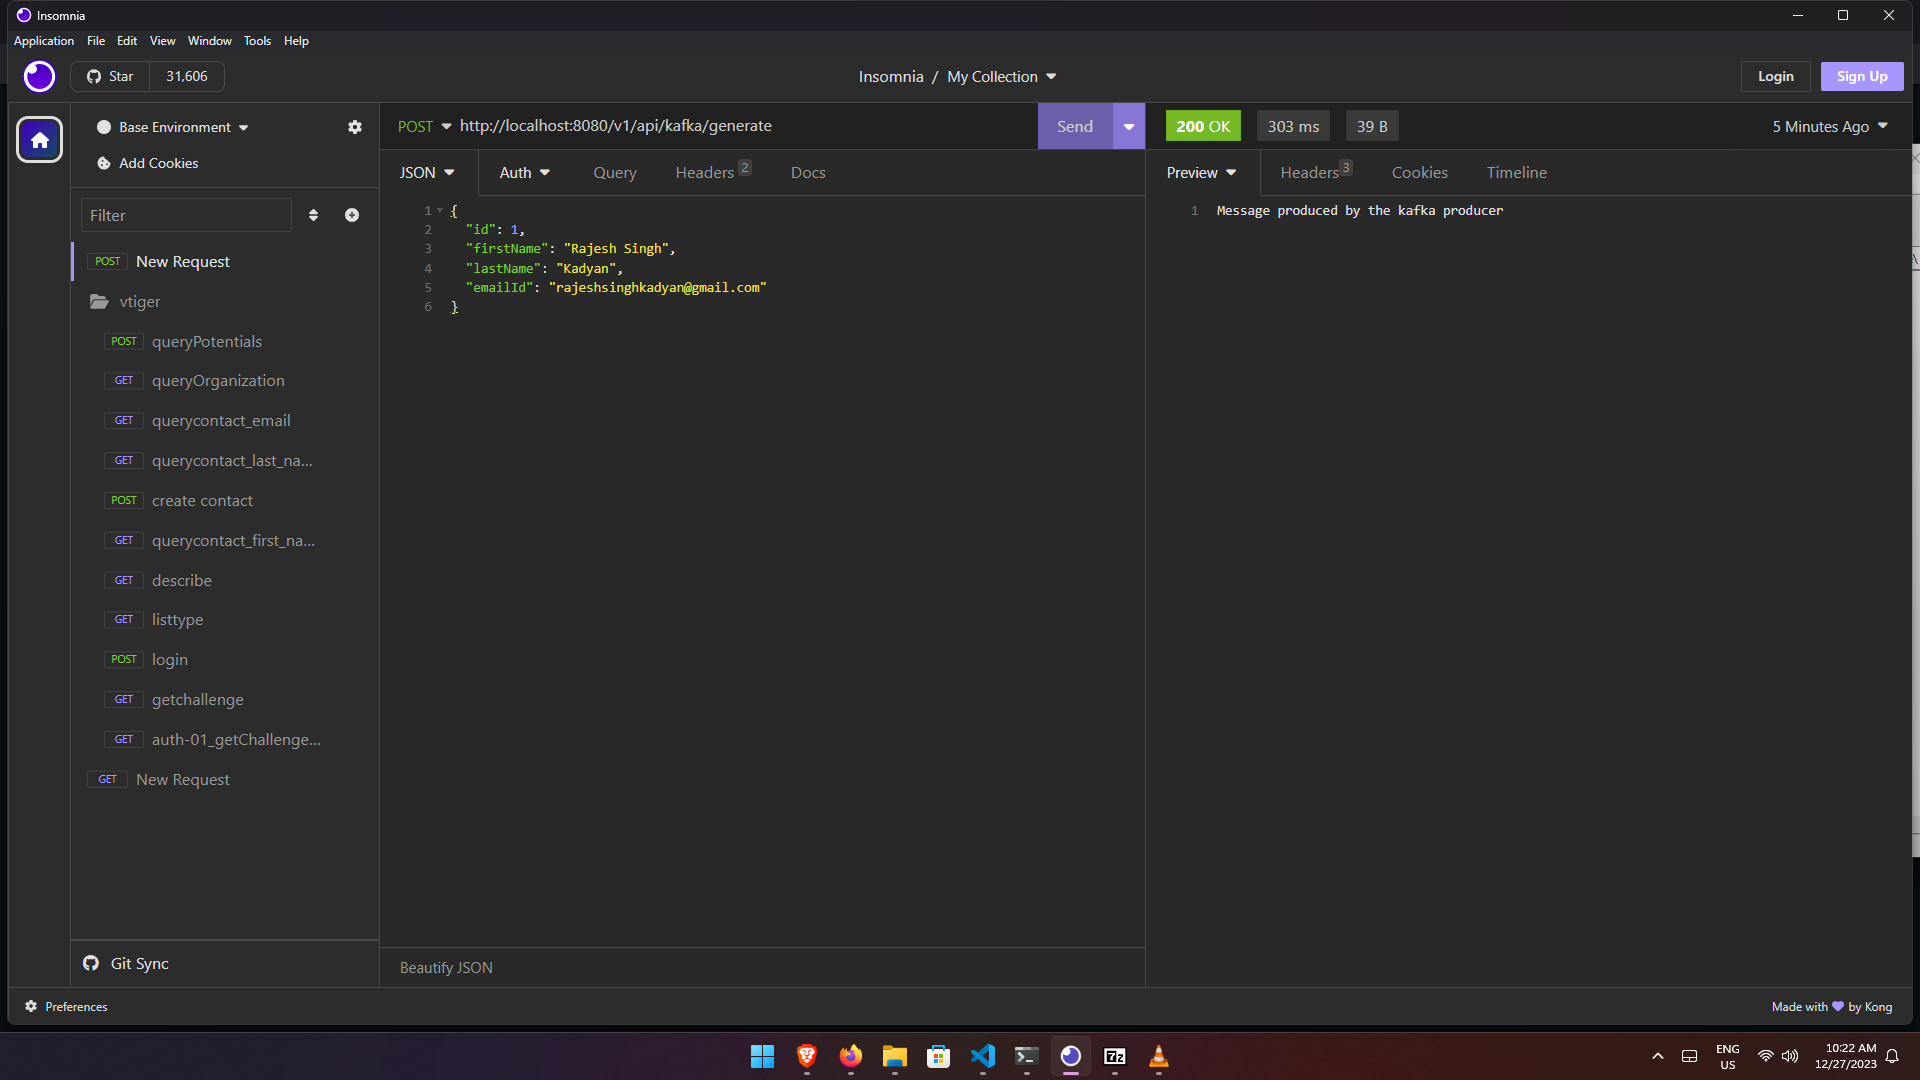 Insomnia
Application File Edit View Window Tools Help
Star 31,606
Insomnia / My Collection
Login Sign Up
Base Environment
Add Cookies
Filter
POST New Request
vtiger
POST queryPotentials
GET queryOrganization
GET querycontact_email
GET querycontact_last_na...
POST create contact
GET querycontact_first_na...
GET describe
GET listtype
POST login
GET getchallenge
GET auth-01_getChallenge...
GET New Request
Git Sync
POST http://localhost:8080/v1/api/kafka/generate
Send
JSON Auth Query Headers 2 Docs
1 {
2 "id": 1,
3 "firstName": "Rajesh Singh",
4 "lastName": "Kadyan",
5 "emailId": "rajeshsinghkadyan@gmail.com"
6 }
Beautify JSON
200 OK 303 ms 39 B 5 Minutes Ago
Preview Headers 3 Cookies Timeline
1 Message produced by the kafka producer
Preferences
Made with by Kong
7z
ENG
US
10:22 AM
12/27/2023